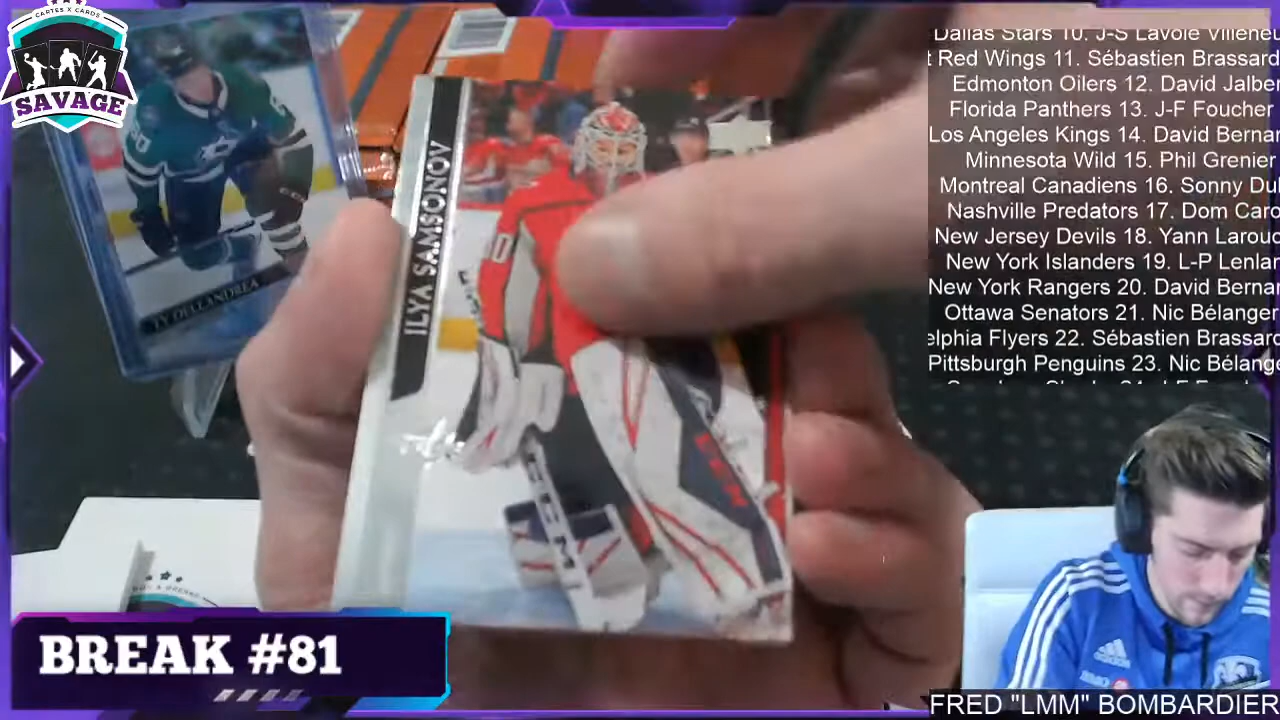 CARTES X CARDS
SAVAGE
TY DELLANDREA
ILYA SAMSONOV
CCM
Dallas Stars 10. J-S Lavoie Villeneu
t Red Wings 11. Sébastien Brassard
Edmonton Oilers 12. David Jalber
Florida Panthers 13. J-F Foucher
Los Angeles Kings 14. David Bernar
Minnesota Wild 15. Phil Grenier
Montreal Canadiens 16. Sonny Du
Nashville Predators 17. Dom Caro
New Jersey Devils 18. Yann Larouc
New York Islanders 19. L-P Lenlar
New York Rangers 20. David Bernar
Ottawa Senators 21. Nic Bélanger
elphia Flyers 22. Sébastien Brassard
Pittsburgh Penguins 23. Nic Bélange
adidas
BREAK #81
FRED "LMM" BOMBARDIER